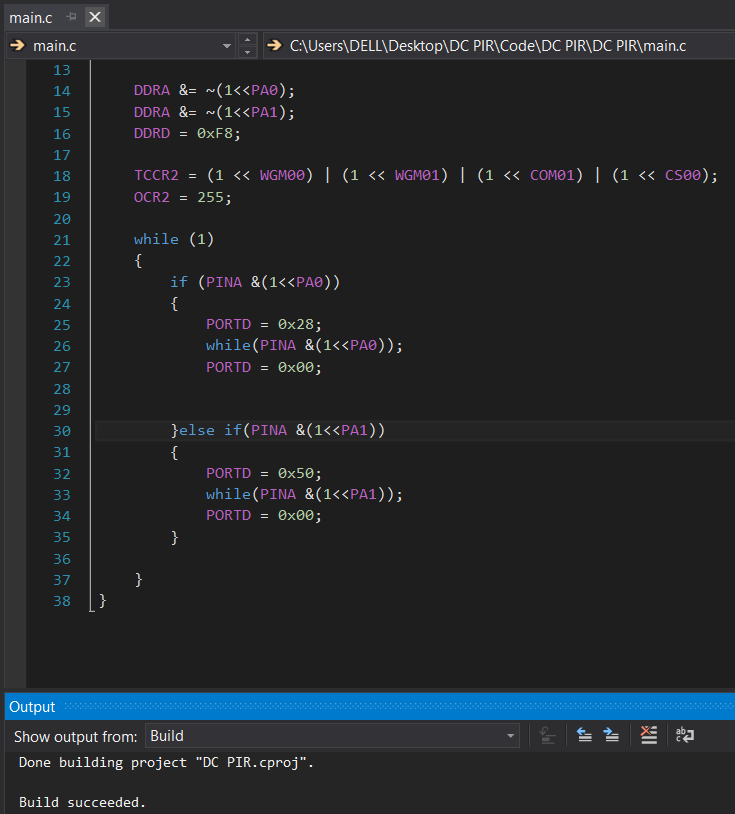 main.c
main.c
C:\Users\DELL\Desktop\DC PIR\Code\DC PIR\DC PIR\main.c
13
14 DDRA &= ~(1<<PA0);
15 DDRA &= ~(1<<PA1);
16 DDRD = 0xF8;
17
18 TCCR2 = (1 << WGM00) | (1 << WGM01) | (1 << COM01) | (1 << CS00);
19 OCR2 = 255;
20
21 while (1)
22 {
23 if (PINA &(1<<PA0))
24 {
25 PORTD = 0x28;
26 while(PINA &(1<<PA0));
27 PORTD = 0x00;
28
29
30 }else if(PINA &(1<<PA1))
31 {
32 PORTD = 0x50;
33 while(PINA &(1<<PA1));
34 PORTD = 0x00;
35 }
36
37 }
38 }
Output
Show output from: Build
Done building project "DC PIR.cproj".
Build succeeded.